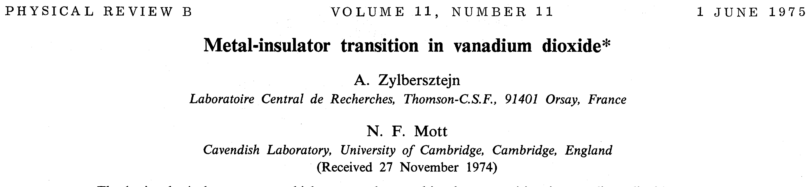 PHYSICAL REVIEW B VOLUME 11, NUMBER 11 1 JUNE 1975
Metal-insulator transition in vanadium dioxide*
A. Zylbersztejn
Laboratoire Central de Recherches, Thomson-C.S.F., 91401 Orsay, France
N. F. Mott
Cavendish Laboratory, University of Cambridge, Cambridge, England
(Received 27 November 1974)